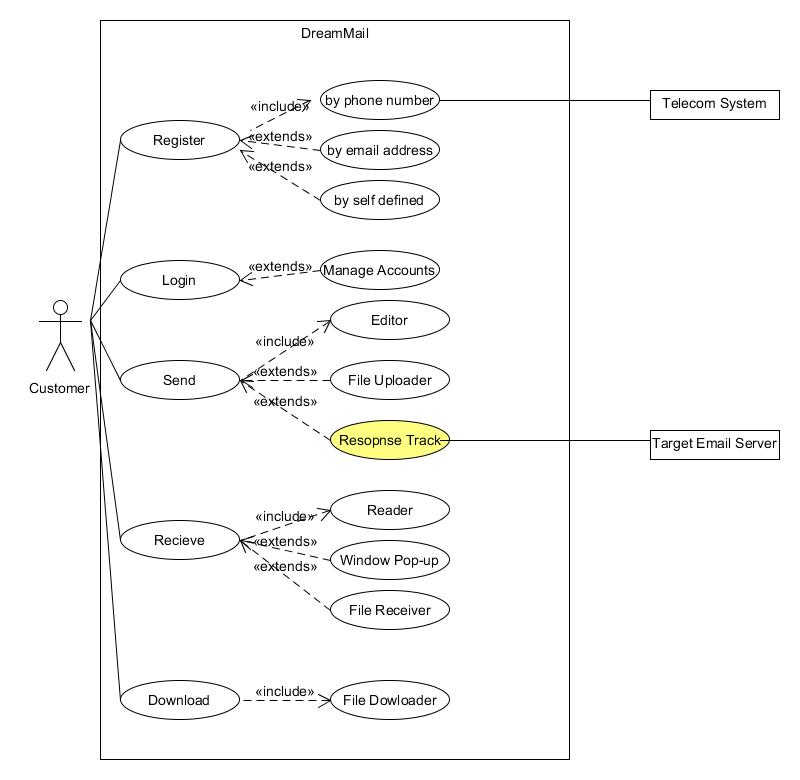 DreamMail
«include»
by phone number
Telecom System
Register
«extends»
by email address
«extends»
by self defined
Login
«extends»
Manage Accounts
Editor
«include»
Send
«extends»
File Uploader
Customer
«extends»
Resopnse Track
Target Email Server
Reader
«include»
Recieve
«extends»
Window Pop-up
«extends»
File Receiver
Download
«include»
File Dowloader